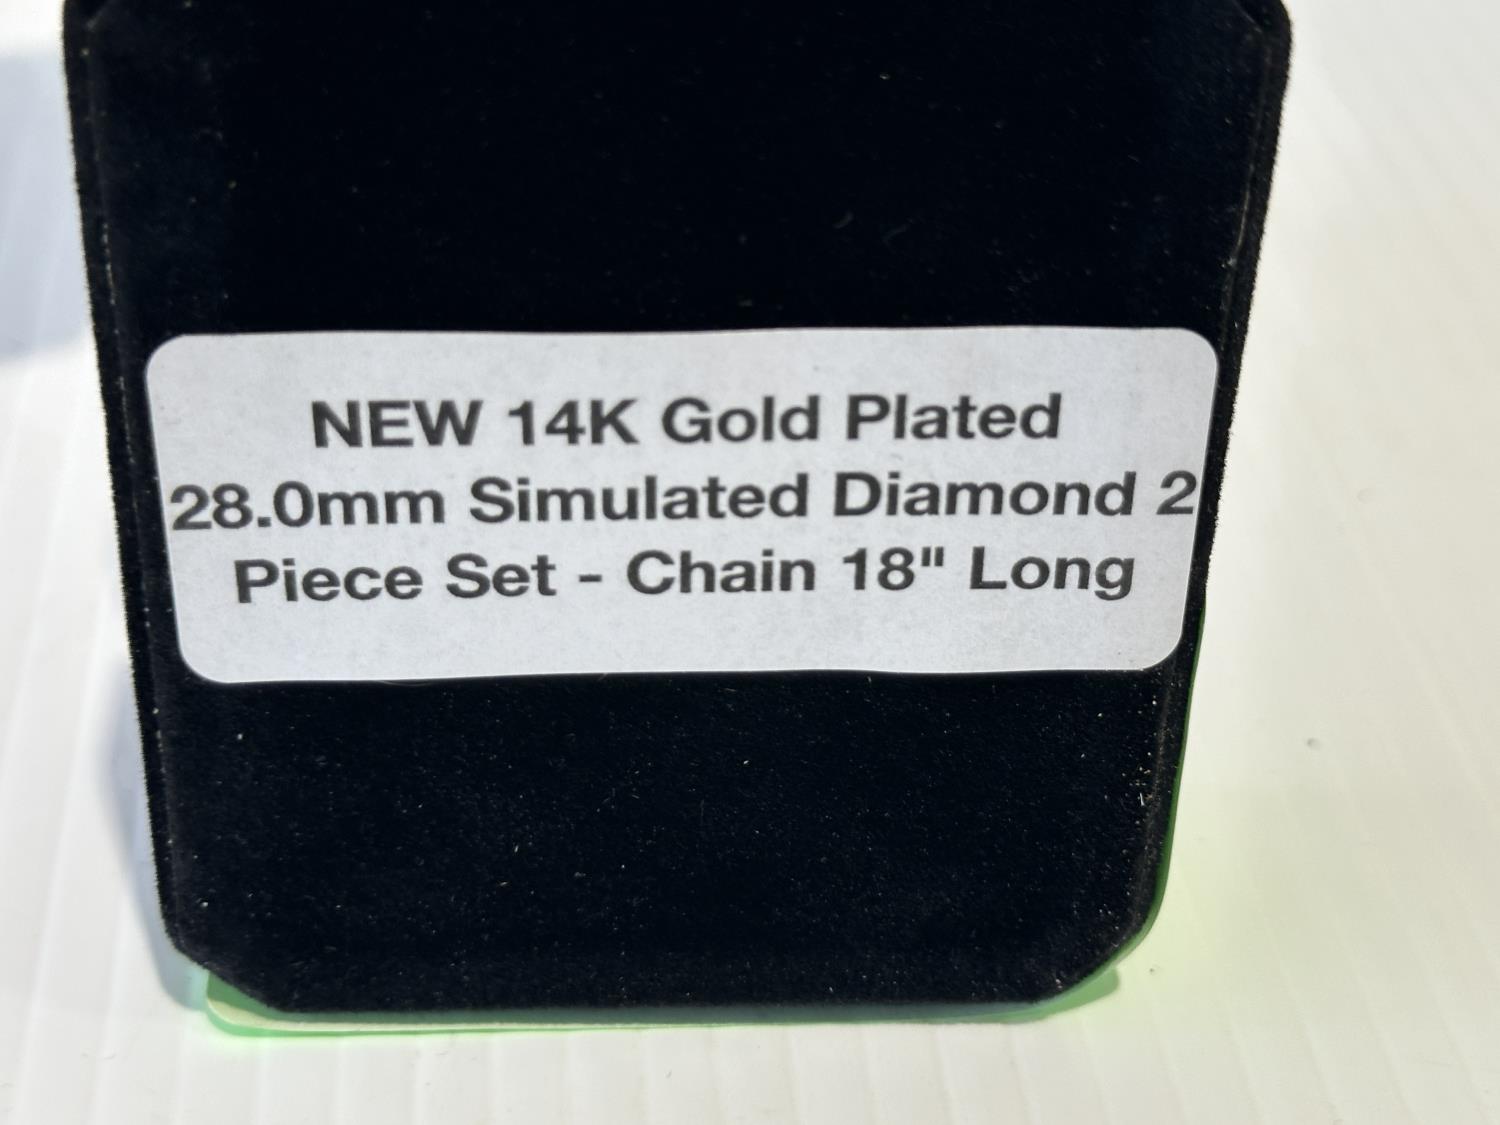 NEW 14K Gold Plated
28.0mm Simulated Diamond 2
Piece Set - Chain 18" Long